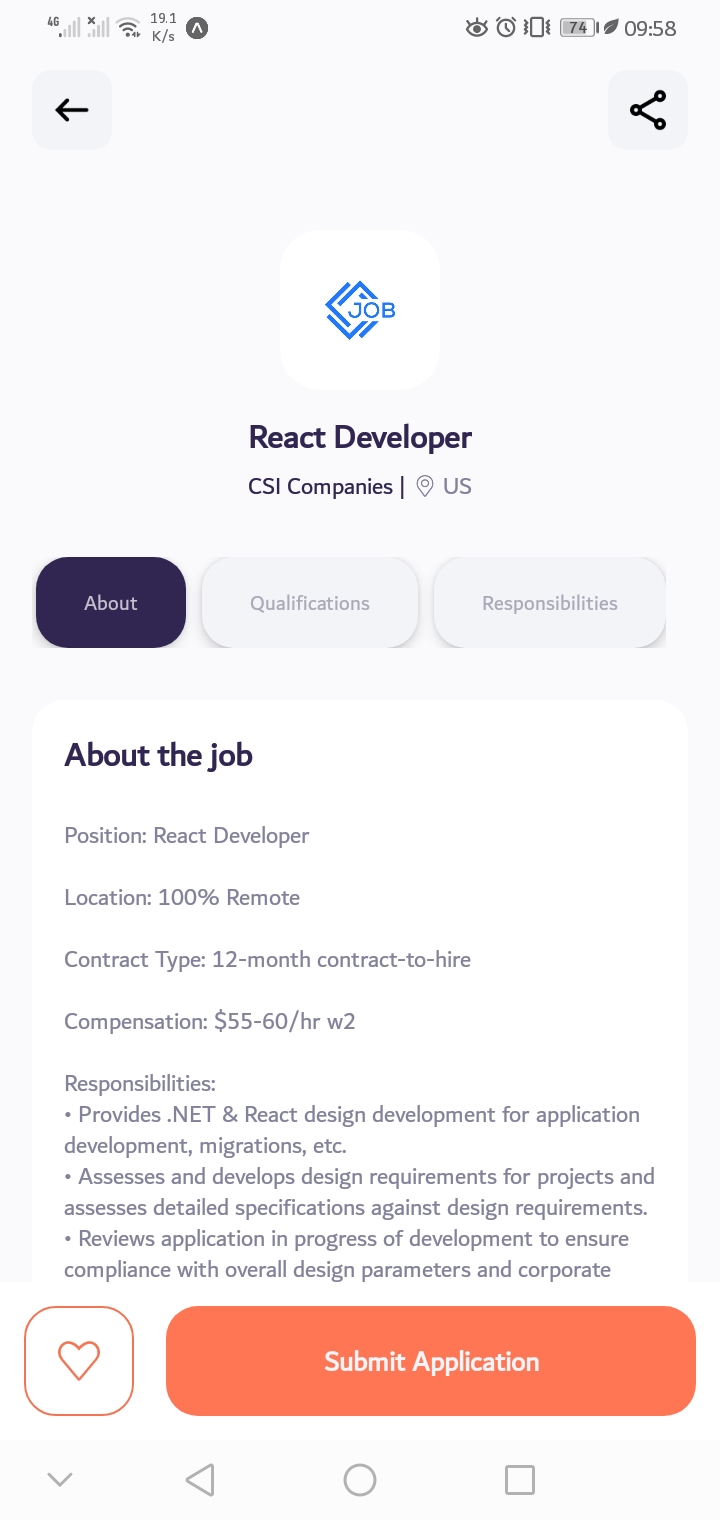 4G 19.1 K/s 74 09:58
JOB
React Developer
CSI Companies | US
About Qualifications Responsibilities
About the job
Position: React Developer
Location: 100% Remote
Contract Type: 12-month contract-to-hire
Compensation: $55-60/hr w2
Responsibilities:
• Provides .NET & React design development for application
development, migrations, etc.
• Assesses and develops design requirements for projects and
assesses detailed specifications against design requirements.
• Reviews application in progress of development to ensure
compliance with overall design parameters and corporate
Submit Application